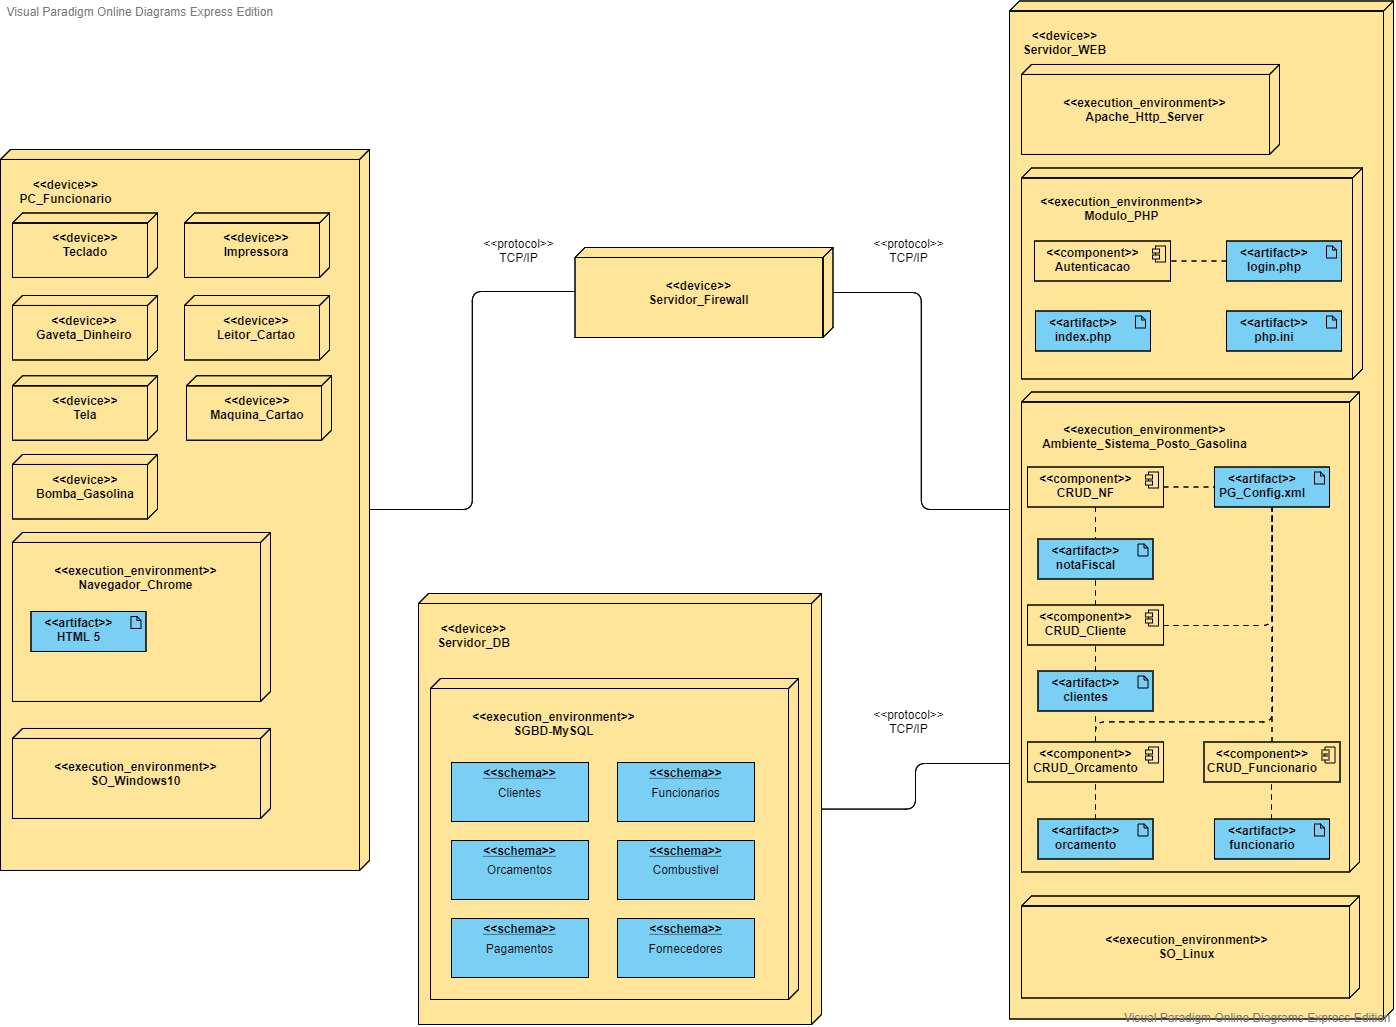 Visual Paradigm Online Diagrams Express Edition
<<device>>
PC_Funcionario
<<device>>
Teclado
<<device>>
Impressora
<<device>>
Gaveta_Dinheiro
<<device>>
Leitor_Cartao
<<device>>
Tela
<<device>>
Maquina_Cartao
<<device>>
Bomba_Gasolina
<<execution_environment>>
Navegador_Chrome
<<artifact>>
HTML 5
<<execution_environment>>
SO_Windows10
<<protocol>>
TCP/IP
<<device>>
Servidor_Firewall
<<protocol>>
TCP/IP
<<device>>
Servidor_DB
<<execution_environment>>
SGBD-MySQL
<<schema>>
Clientes
<<schema>>
Funcionarios
<<schema>>
Orcamentos
<<schema>>
Combustivel
<<schema>>
Pagamentos
<<schema>>
Fornecedores
<<protocol>>
TCP/IP
<<device>>
Servidor_WEB
<<execution_environment>>
Apache_Http_Server
<<execution_environment>>
Modulo_PHP
<<component>>
Autenticacao
<<artifact>>
login.php
<<artifact>>
index.php
<<artifact>>
php.ini
<<execution_environment>>
Ambiente_Sistema_Posto_Gasolina
<<component>>
CRUD_NF
<<artifact>>
PG_Config.xml
<<artifact>>
notaFiscal
<<component>>
CRUD_Cliente
<<artifact>>
clientes
<<component>>
CRUD_Orcamento
<<component>>
CRUD_Funcionario
<<artifact>>
orcamento
<<artifact>>
funcionario
<<execution_environment>>
SO_Linux
Visual Paradigm Online Diagrams Express Edition